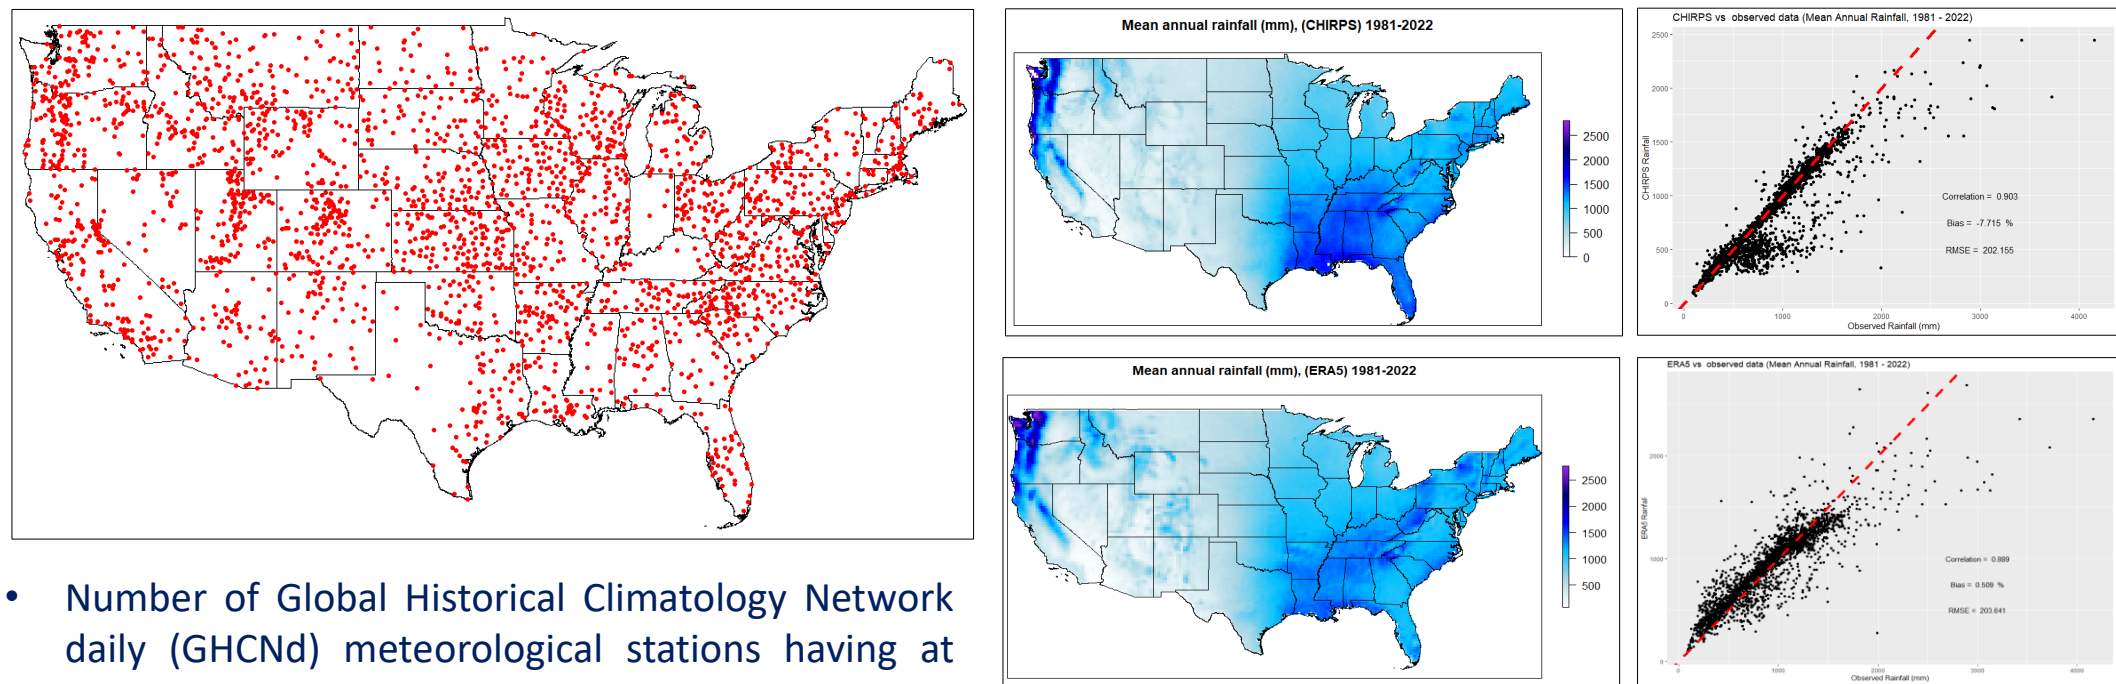 Mean annual rainfall (mm), (CHIRPS) 1981-2022
2500
2000
1500
1000
500
0
CHIRPS vs observed data (Mean Annual Rainfall, 1981 - 2022)
CHIRPS Rainfall
2500
2000
1500
1000
500
0
Correlation = 0.903
Bias = -7.715 %
RMSE = 202.155
0 1000 2000 3000 4000
Observed Rainfall (mm)
Mean annual rainfall (mm), (ERA5) 1981-2022
2500
2000
1500
1000
500
ERA5 vs observed data (Mean Annual Rainfall, 1981 - 2022)
ERA5 Rainfall
2000
1000
0
Correlation = 0.889
Bias = 0.509 %
RMSE = 203.641
0 1000 2000 3000 4000
Observed Rainfall (mm)
• Number of Global Historical Climatology Network
daily (GHCNd) meteorological stations having at